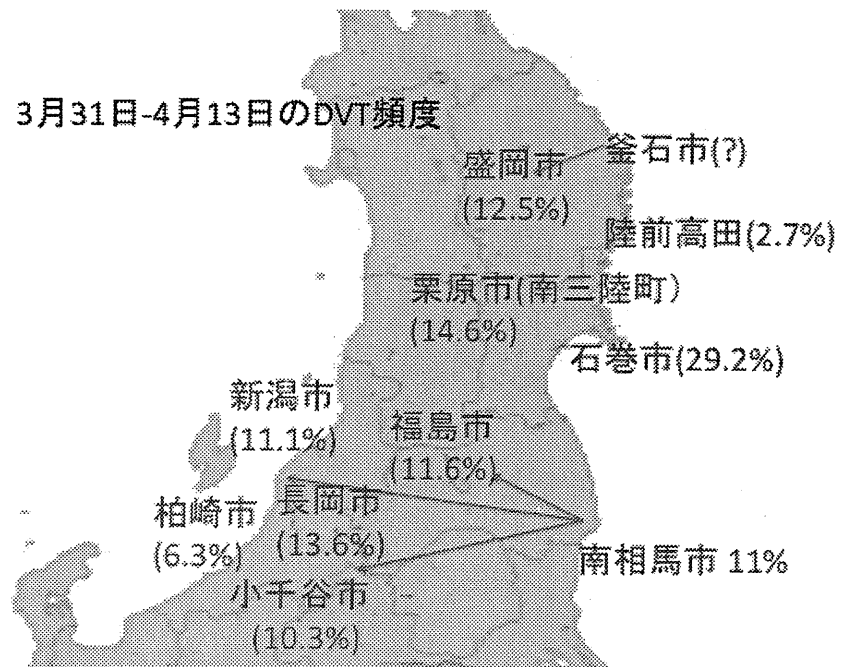 3月31日-4月13日のDVT頻度
釜石市(?)
盛岡市
(12.5%)
陸前高田(2.7%)
栗原市(南三陸町)
(14.6%)
石巻市(29.2%)
新潟市
(11.1%)
福島市
(11.6%)
柏崎市
(6.3%)
長岡市
(13.6%)
南相馬市 11%
小千谷市
(10.3%)